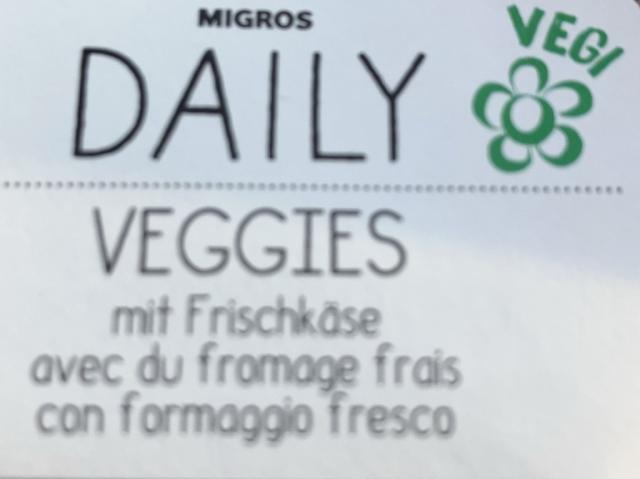 MIGROS
DAILY
VEGI
VEGGIES
mit Frischkäse
avec du fromage frais
con formaggio fresco